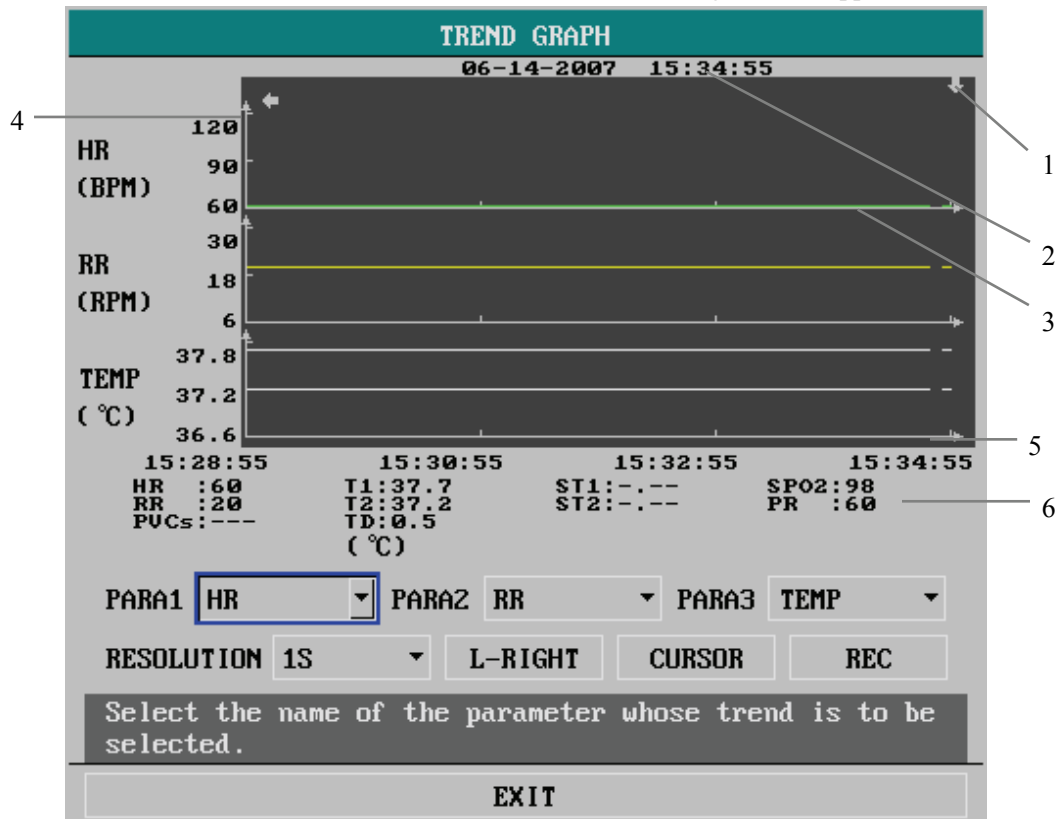 TREND GRAPH
06-14-2007 15:34:55
4
120
HR
90
(BPM)
60
1
30
RR
18
(RPM)
6
2
3
37.8
TEMP
37.2
(℃)
36.6
5
15:28:55 15:30:55 15:32:55 15:34:55
HR :60 T1:37.7 ST1:-.-- SPO2:98
RR :20 T2:37.2 ST2:-.-- PR :60
PVCs:--- TD:0.5
(℃)
6
PARA1 HR PARA2 RR PARA3 TEMP
RESOLUTION 1S L-RIGHT CURSOR REC
Select the name of the parameter whose trend is to be
selected.
EXIT